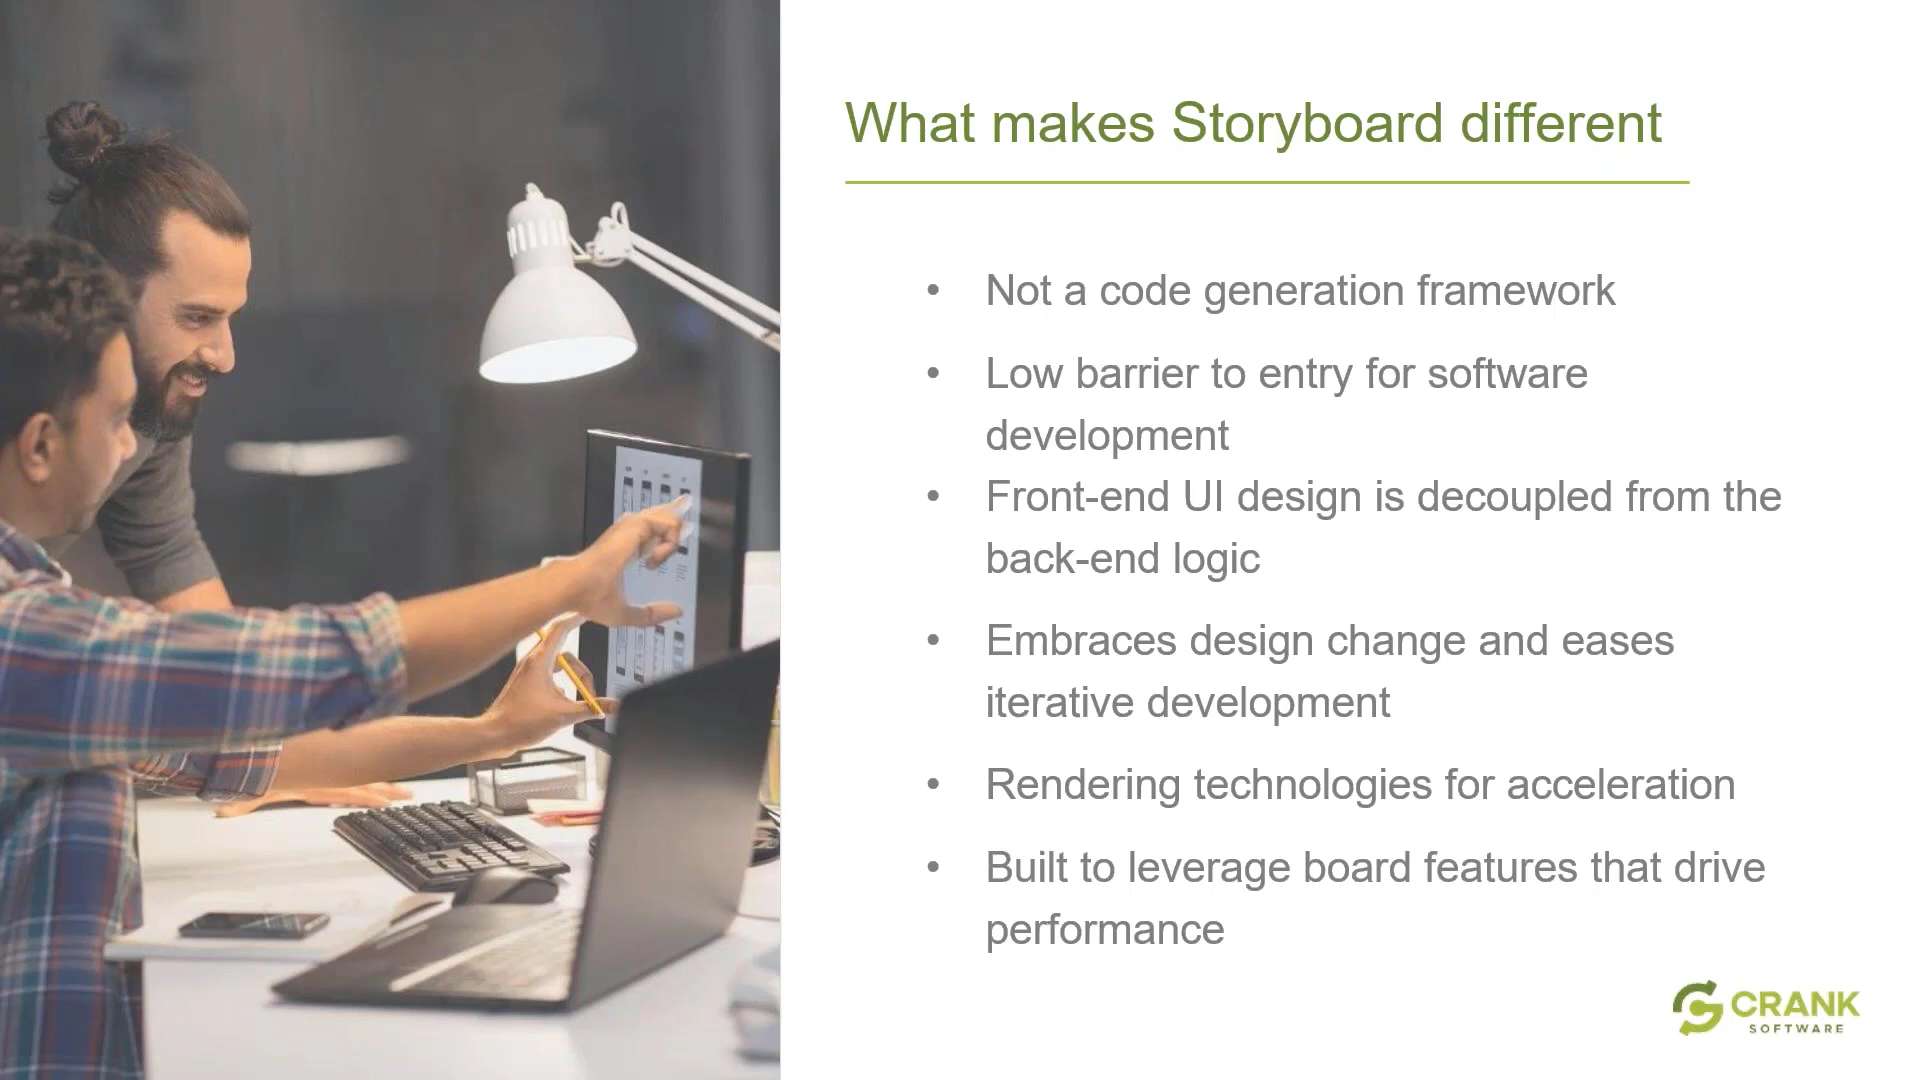 What makes Storyboard different
• Not a code generation framework
• Low barrier to entry for software
development
• Front-end UI design is decoupled from the
back-end logic
• Embraces design change and eases
iterative development
• Rendering technologies for acceleration
• Built to leverage board features that drive
performance
CRANK
SOFTWARE